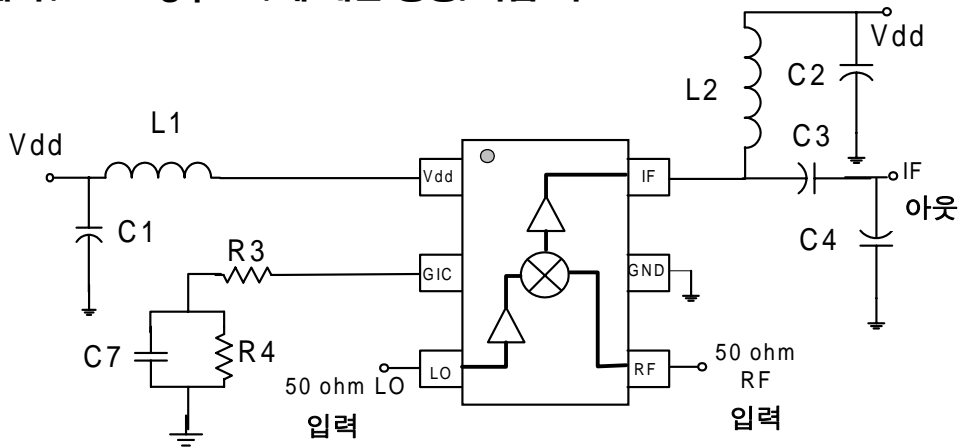 Vdd
L1
C1
R3
C7
R4
50 ohm LO
입력
Vdd
GIC
LO
IF
GND
RF
L2
C2
Vdd
C3
IF
아웃
C4
50 ohm
RF
입력